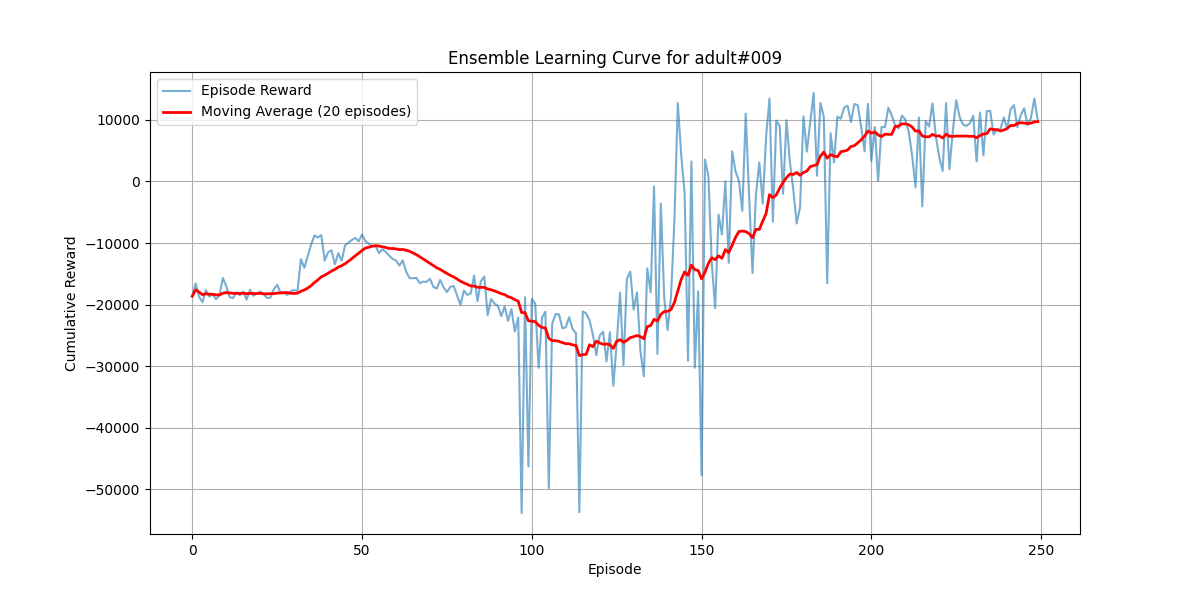 Ensemble Learning Curve for adult#009
Episode Reward
Moving Average (20 episodes)
Cumulative Reward
10000
0
−10000
−20000
−30000
−40000
−50000
0 50 100 150 200 250
Episode